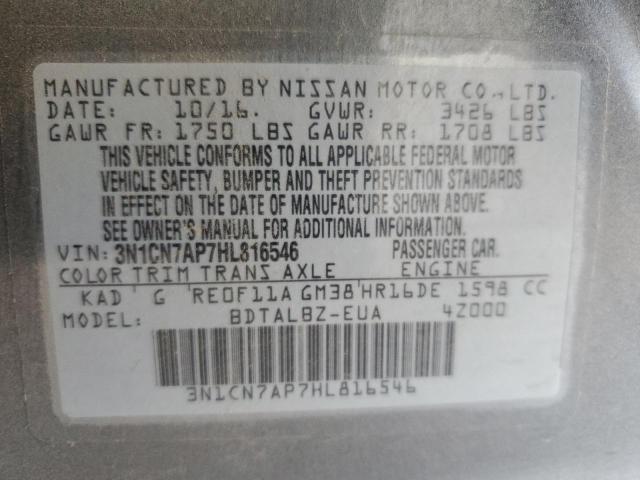 MANUFACTURED BY NISSAN MOTOR CO.,LTD.
DATE: 10/16. GVWR: 3426 LBS
GAWR FR: 1750 LBS GAWR RR: 1708 LBS
THIS VEHICLE CONFORMS TO ALL APPLICABLE FEDERAL MOTOR
VEHICLE SAFETY, BUMPER AND THEFT PREVENTION STANDARDS
IN EFFECT ON THE DATE OF MANUFACTURE SHOWN ABOVE.
SEE OWNER'S MANUAL FOR ADDITIONAL INFORMATION
VIN: 3N1CN7AP7HL816546 PASSENGER CAR.
COLOR TRIM TRANS AXLE ENGINE
KAD G RE0F11A GM38 HR16DE 1598 CC
MODEL: BDTALBZ-EUA 4Z000
3N1CN7AP7HL816546